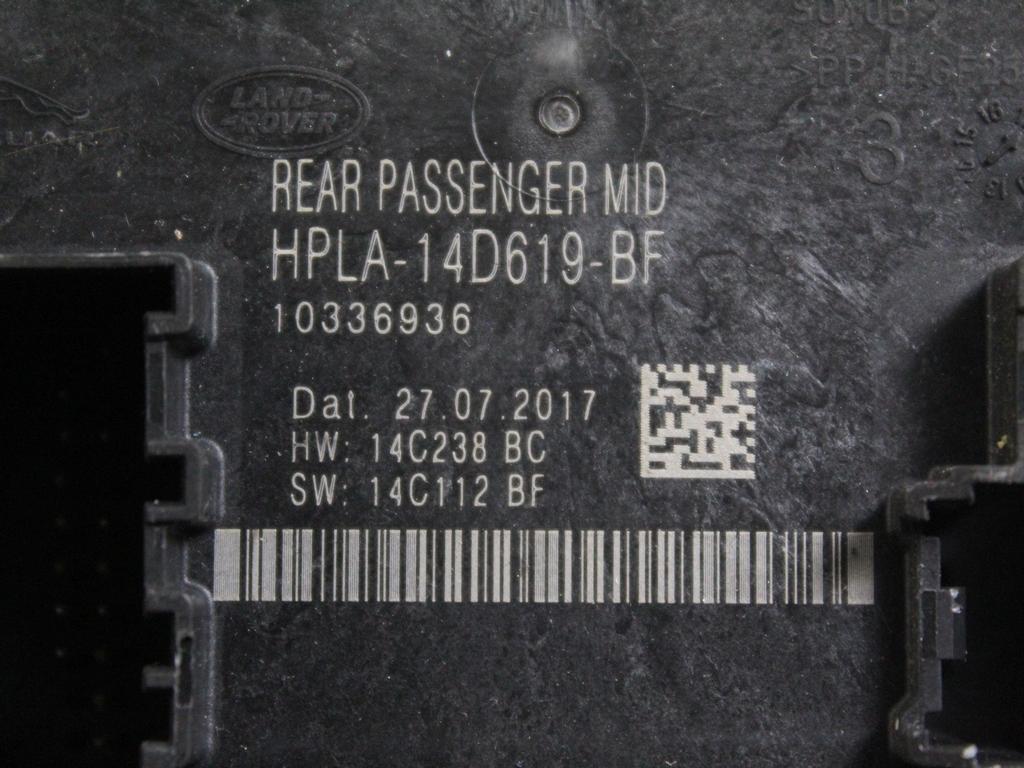 LAND-
-ROVER
REAR PASSENGER MID
HPLA-14D619-BF
10336936
Dat. 27.07.2017
HW: 14C238 BC
SW: 14C112 BF
3